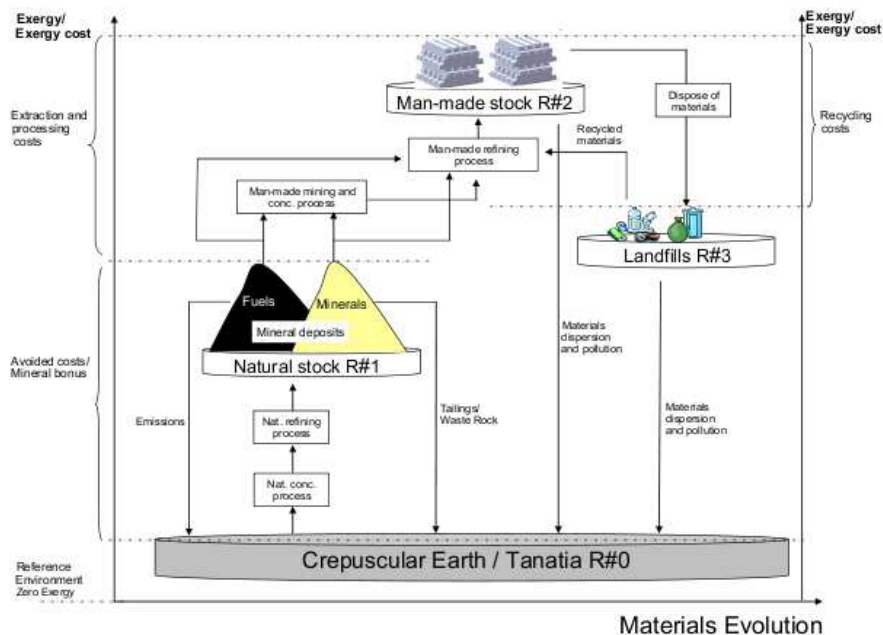 Exergy/
Exergy cost
Exergy/
Exergy cost
Extraction and
processing
costs
Man-made stock R#2
Dispose of
materials
Recycling
costs
Recycled
materials
Man-made refining
process
Man-made mining and
conc. process
Landfills R#3
Fuels
Minerals
Mineral deposits
Natural stock R#1
Avoided costs/
Mineral bonus
Materials
dispersion
and pollution
Emissions
Nat. refining
process
Tailings/
Waste Rock
Materials
dispersion
and pollution
Nat. conc.
process
Crepuscular Earth / Tanatia R#0
Reference
Environment
Zero Exergy
Materials Evolution